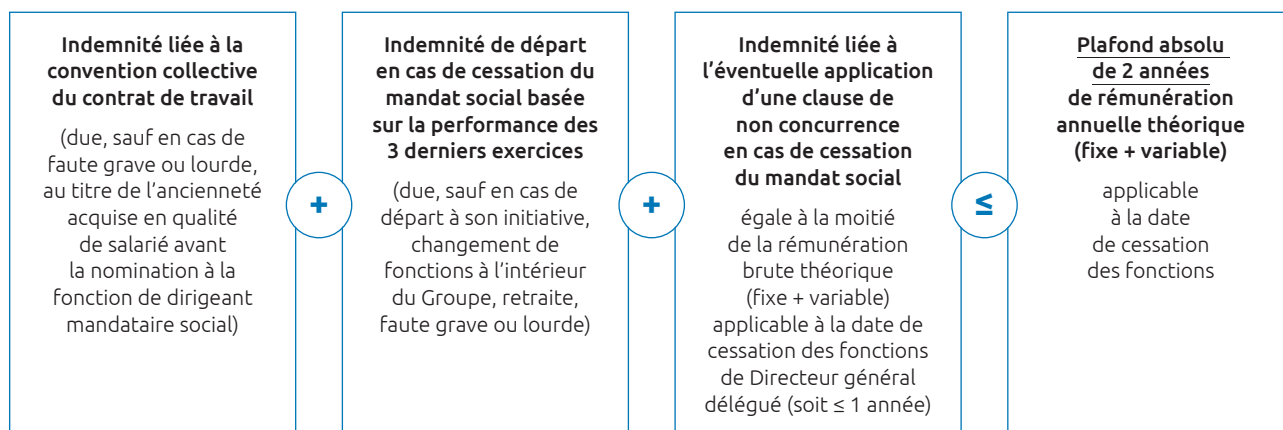 Indemnité liée à la
convention collective
du contrat de travail
(due, sauf en cas de
faute grave ou lourde,
au titre de l’ancienneté
acquise en qualité
de salarié avant
la nomination à la
fonction de dirigeant
mandataire social)
+
Indemnité de départ
en cas de cessation du
mandat social basée
sur la performance des
3 derniers exercices
(due, sauf en cas de
départ à son initiative,
changement de
fonctions à l’intérieur
du Groupe, retraite,
faute grave ou lourde)
+
Indemnité liée à
l’éventuelle application
d’une clause de
non concurrence
en cas de cessation
du mandat social
égale à la moitié
de la rémunération
brute théorique
(fixe + variable)
applicable à la date de
cessation des fonctions
de Directeur général
délégué (soit ≤ 1 année)
≤
Plafond absolu
de 2 années
de rémunération
annuelle théorique
(fixe + variable)
applicable
à la date
de cessation
des fonctions